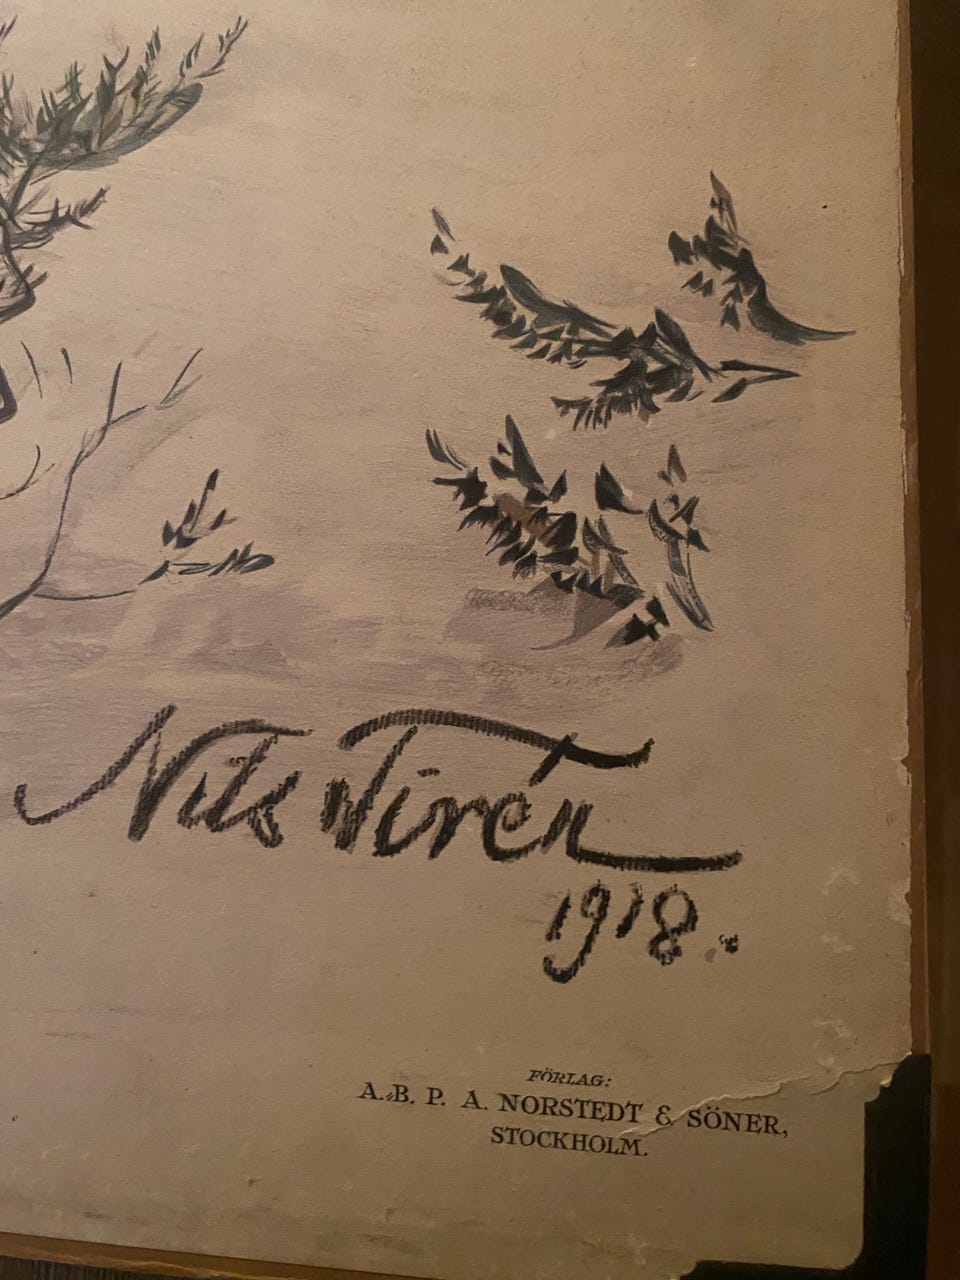 Nils Tirén
1918.
FÖRLAG:
A.-B. P. A. NORSTEDT & SÖNER,
STOCKHOLM.